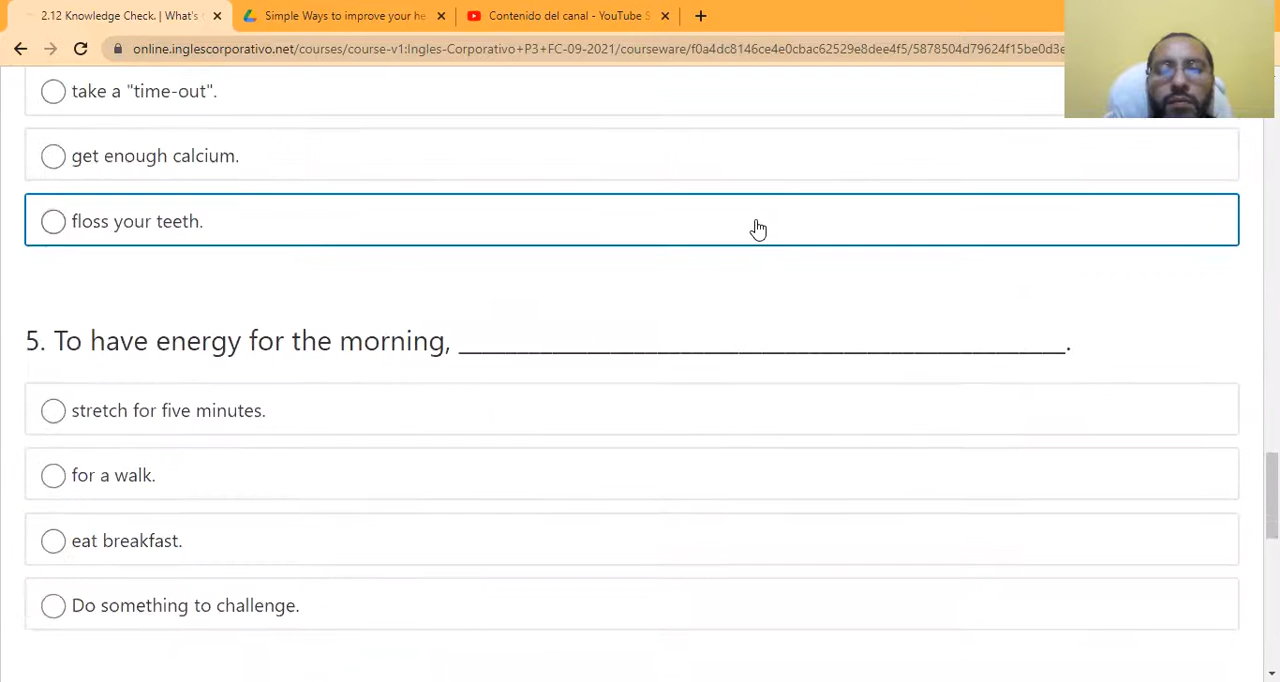 2.12 Knowledge Check. | What's
Simple Ways to improve your he
Contenido del canal - YouTube S
online.inglescorporativo.net/courses/course-v1:Ingles-Corporativo+P3+FC-09-2021/courseware/f0a4dc8146ce4e0cbac62529e8dee4f5/5878504d79624f15be0d3e
take a "time-out".
get enough calcium.
floss your teeth.
5. To have energy for the morning, ____________________________________________.
stretch for five minutes.
for a walk.
eat breakfast.
Do something to challenge.